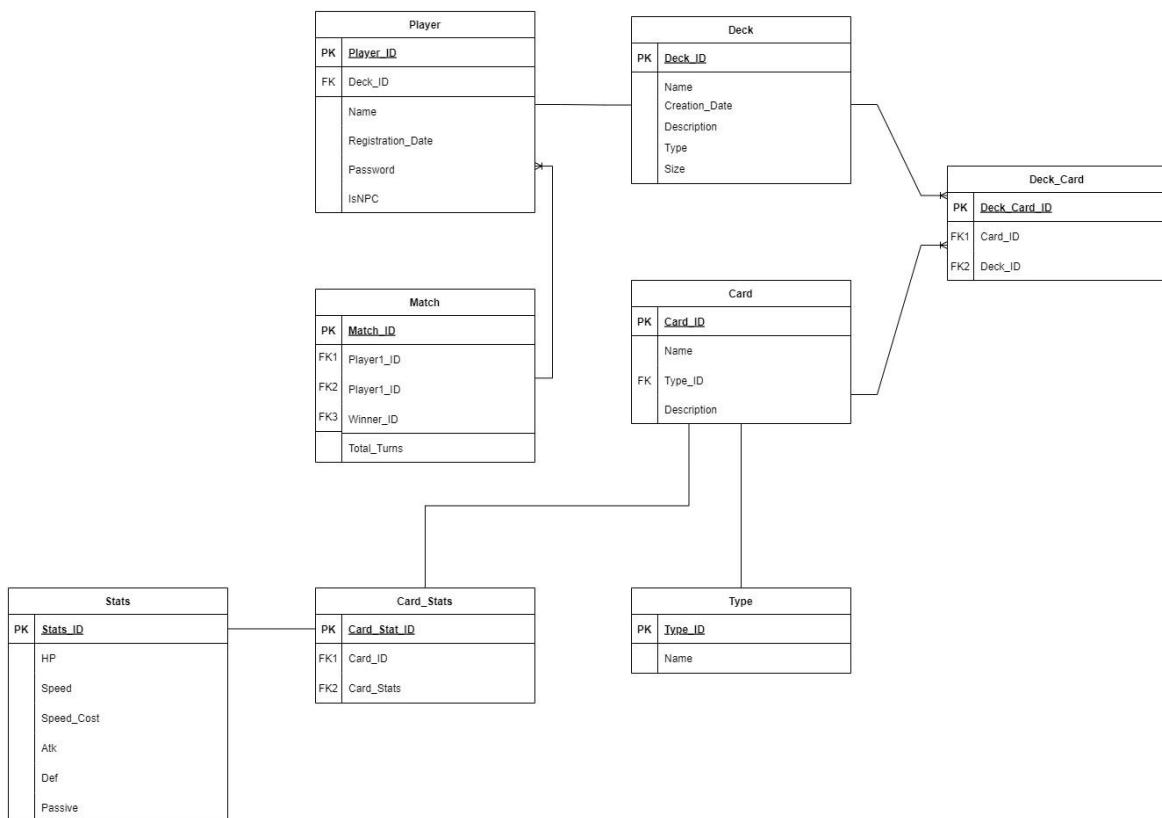 Player
PK Player_ID
FK Deck_ID
Name
Registration_Date
Password
IsNPC
Deck
PK Deck_ID
Name
Creation_Date
Description
Type
Size
Deck_Card
PK Deck_Card_ID
FK1 Card_ID
FK2 Deck_ID
Match
PK Match_ID
FK1 Player1_ID
FK2 Player1_ID
FK3 Winner_ID
Total_Turns
Card
PK Card_ID
Name
FK Type_ID
Description
Stats
PK Stats_ID
HP
Speed
Speed_Cost
Atk
Def
Passive
Card_Stats
PK Card_Stat_ID
FK1 Card_ID
FK2 Card_Stats
Type
PK Type_ID
Name